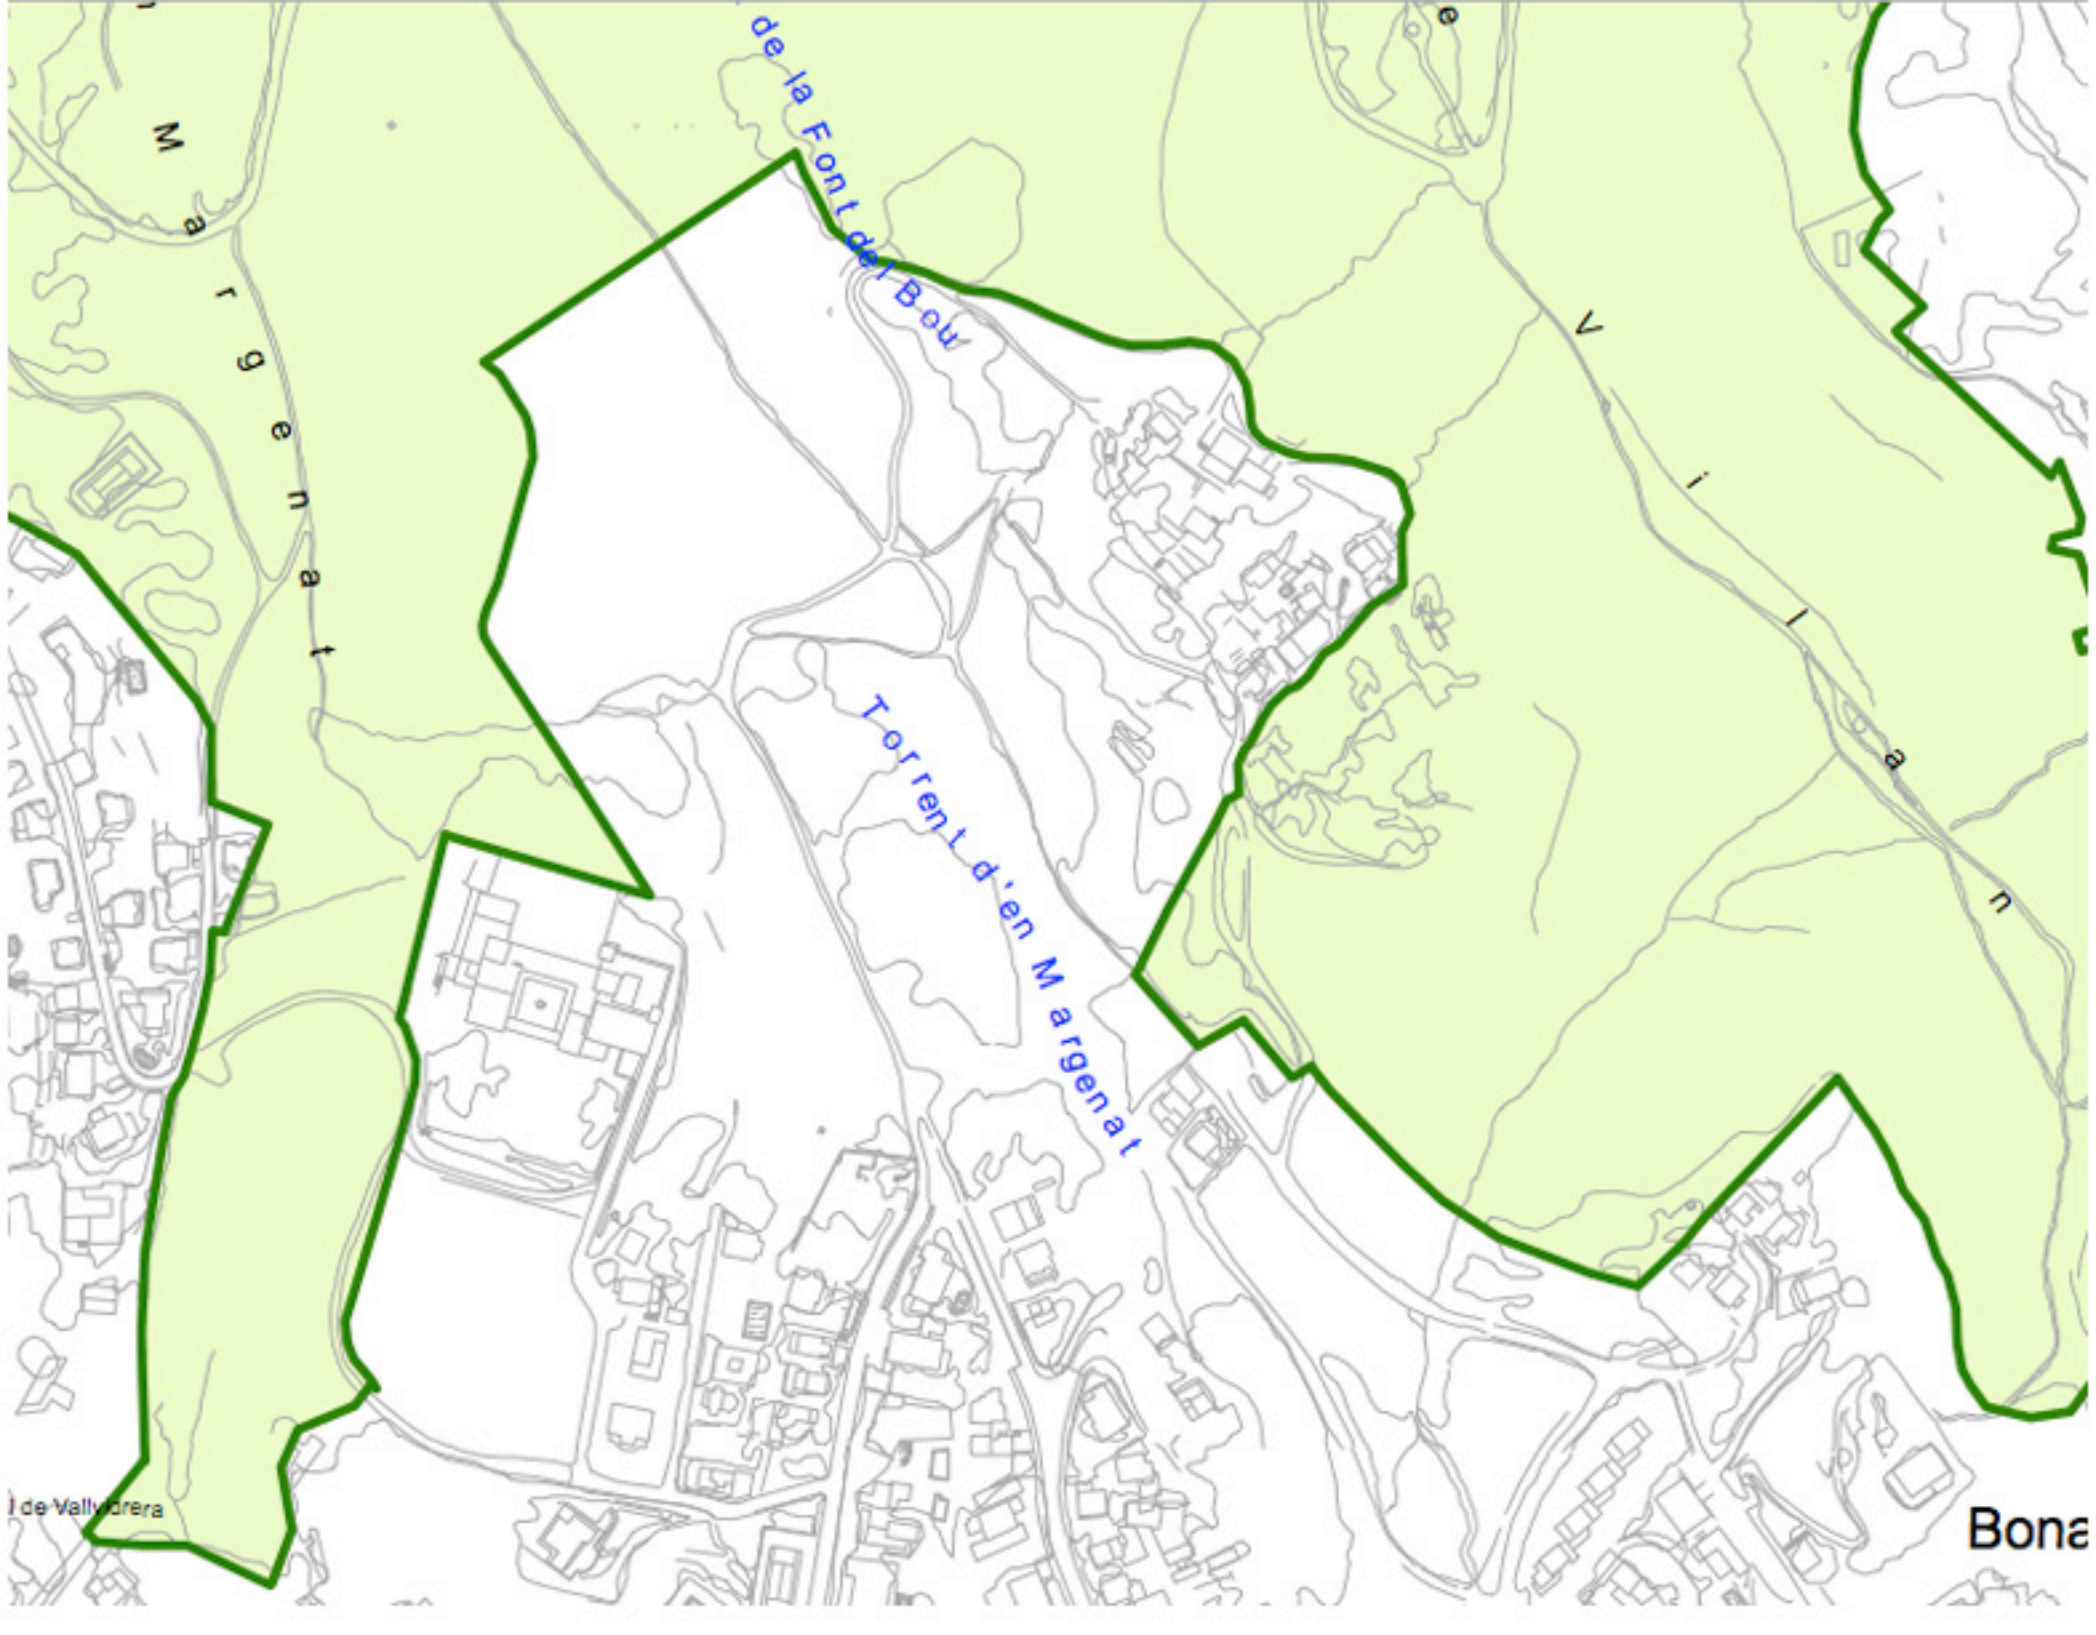 de la Font del Bou
Margenat
Vilan
Torrent d'en Margenat
l de Vallvidrera
Bona